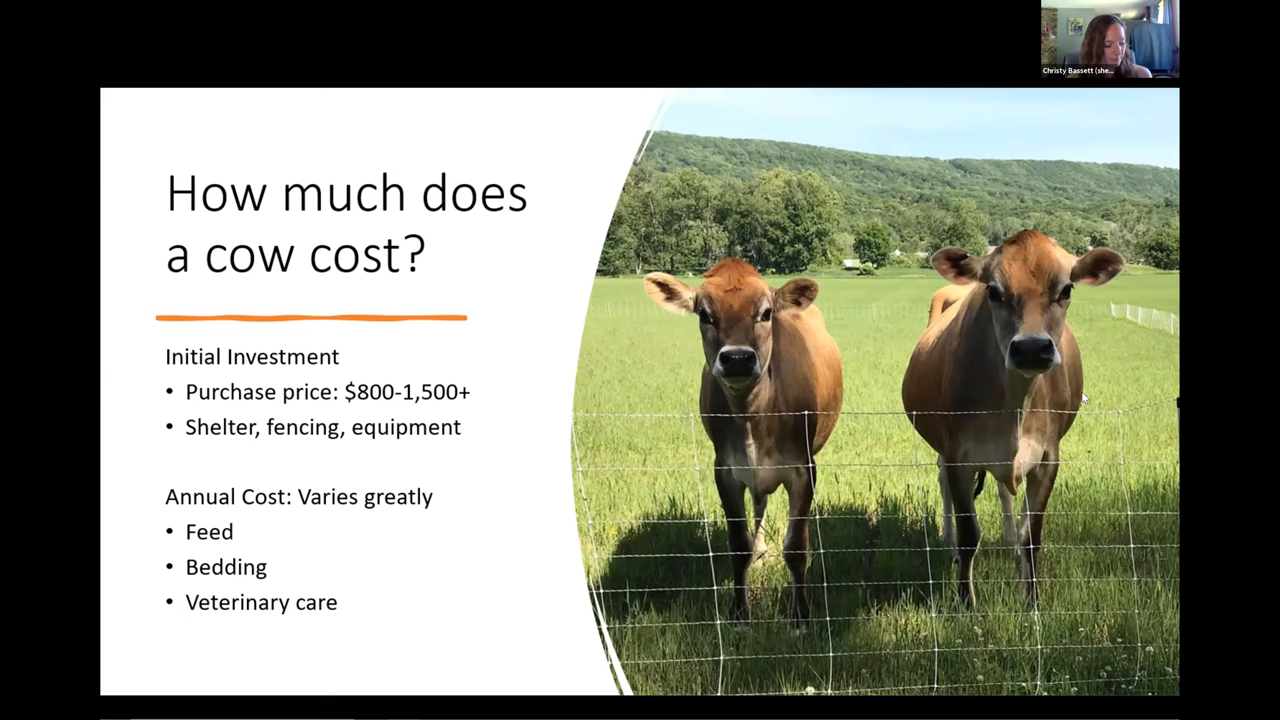 Christy Bassett (she...
How much does
a cow cost?
Initial Investment
• Purchase price: $800-1,500+
• Shelter, fencing, equipment
Annual Cost: Varies greatly
• Feed
• Bedding
• Veterinary care